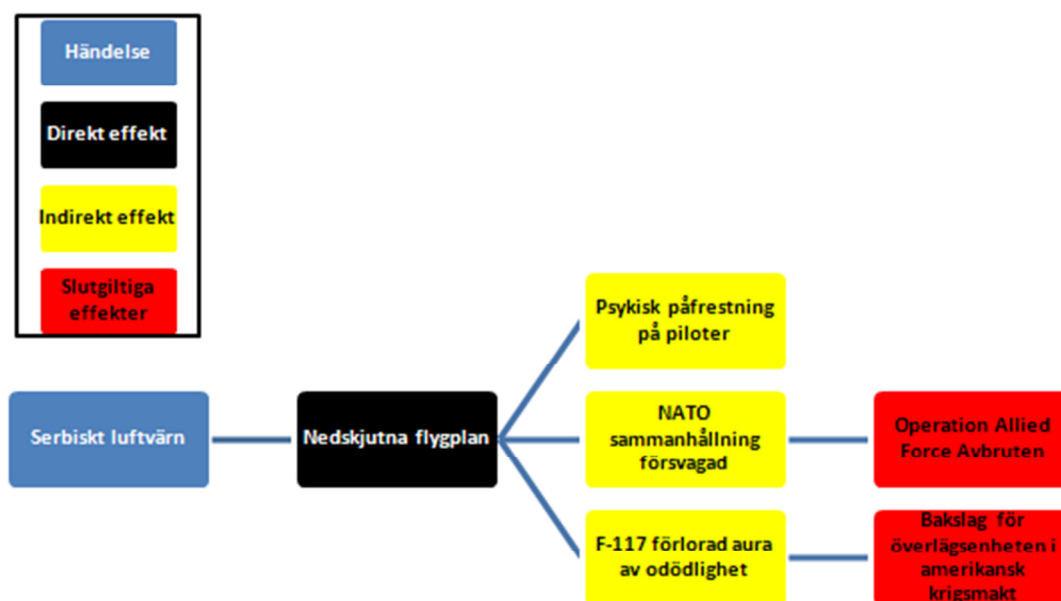 Händelse
Direkt effekt
Indirekt effekt
Slutgiltiga
effekter
Serbiskt luftvärn
Nedskjutna flygplan
Psykisk påfrestning
på piloter
NATO
sammanhållning
försvagad
F-117 förlorad aura
av odödlighet
Operation Allied
Force Avbruten
Bakslag för
överlägsenheten i
amerikansk
krigsmakt